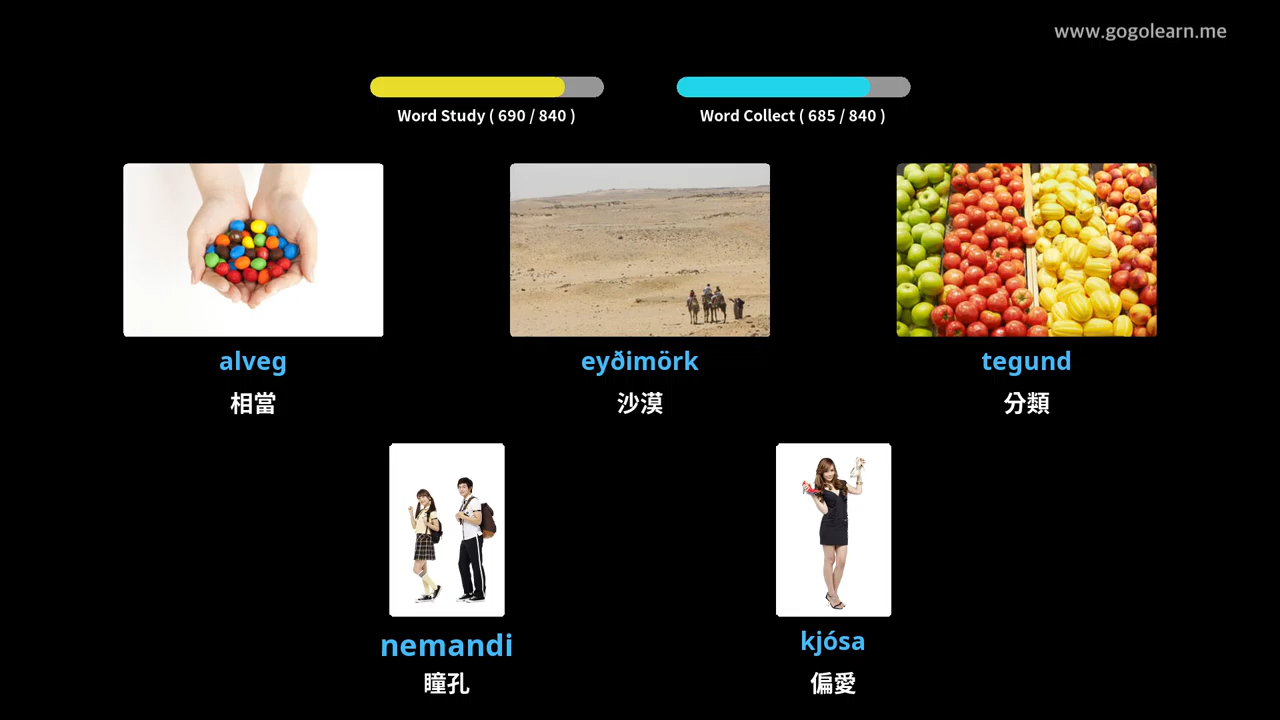 www.gogolearn.me
Word Study ( 690 / 840 )
Word Collect ( 685 / 840 )
alveg
相當
eyðimörk
沙漠
tegund
分類
nemandi
瞳孔
kjósa
偏愛